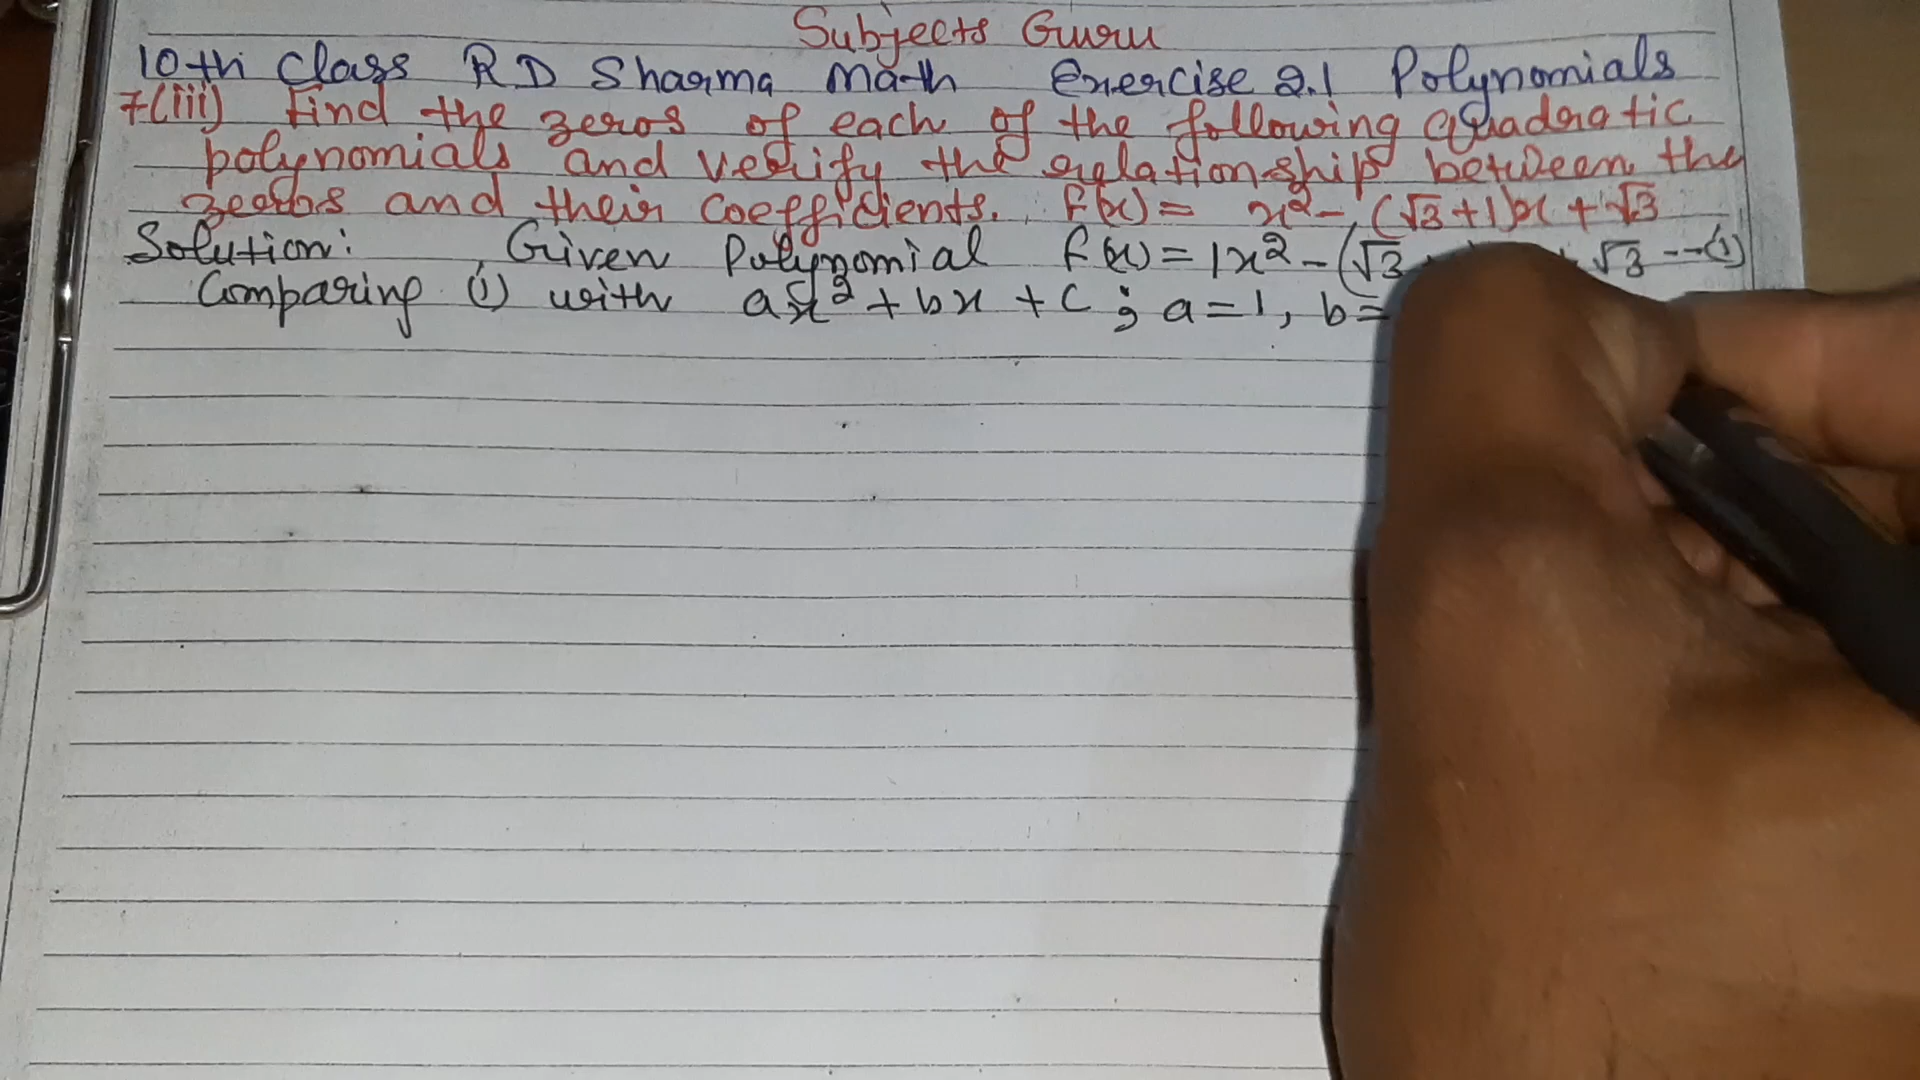 Subjects Guru
10th Class RD Sharma Math Exercise 2.1 Polynomials
7(iii) Find the zeros of each of the following quadratic
polynomials and verify the relationship between the
zeros and their coefficients. f(x) = x² - (√3+1)x + √3
Solution: Given Polynomial f(x) = 1x² - (√3 + √3 --- (1)
Comparing (1) with ax² + bx + c ; a = 1, b =